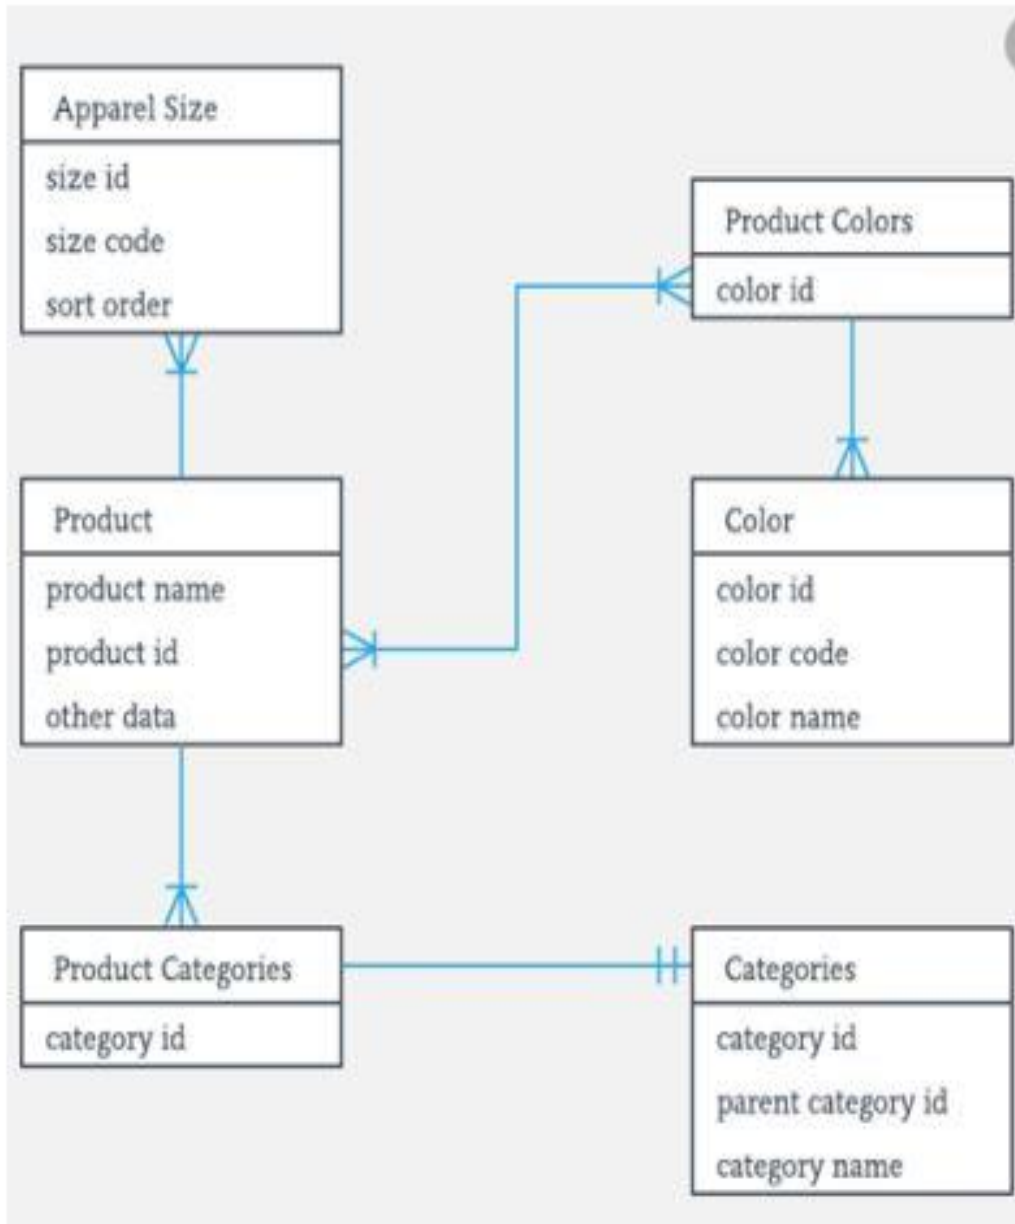 Apparel Size
size id
size code
sort order
Product Colors
color id
Product
product name
product id
other data
Color
color id
color code
color name
Product Categories
category id
Categories
category id
parent category id
category name